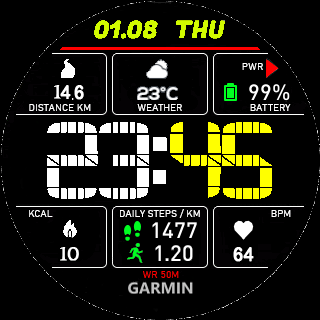 01.08 THU
PWR
14.6 23°C 99%
DISTANCE KM WEATHER BATTERY
23:45
KCAL DAILY STEPS / KM BPM
1477
10 1.20 64
WR 50M
GARMIN